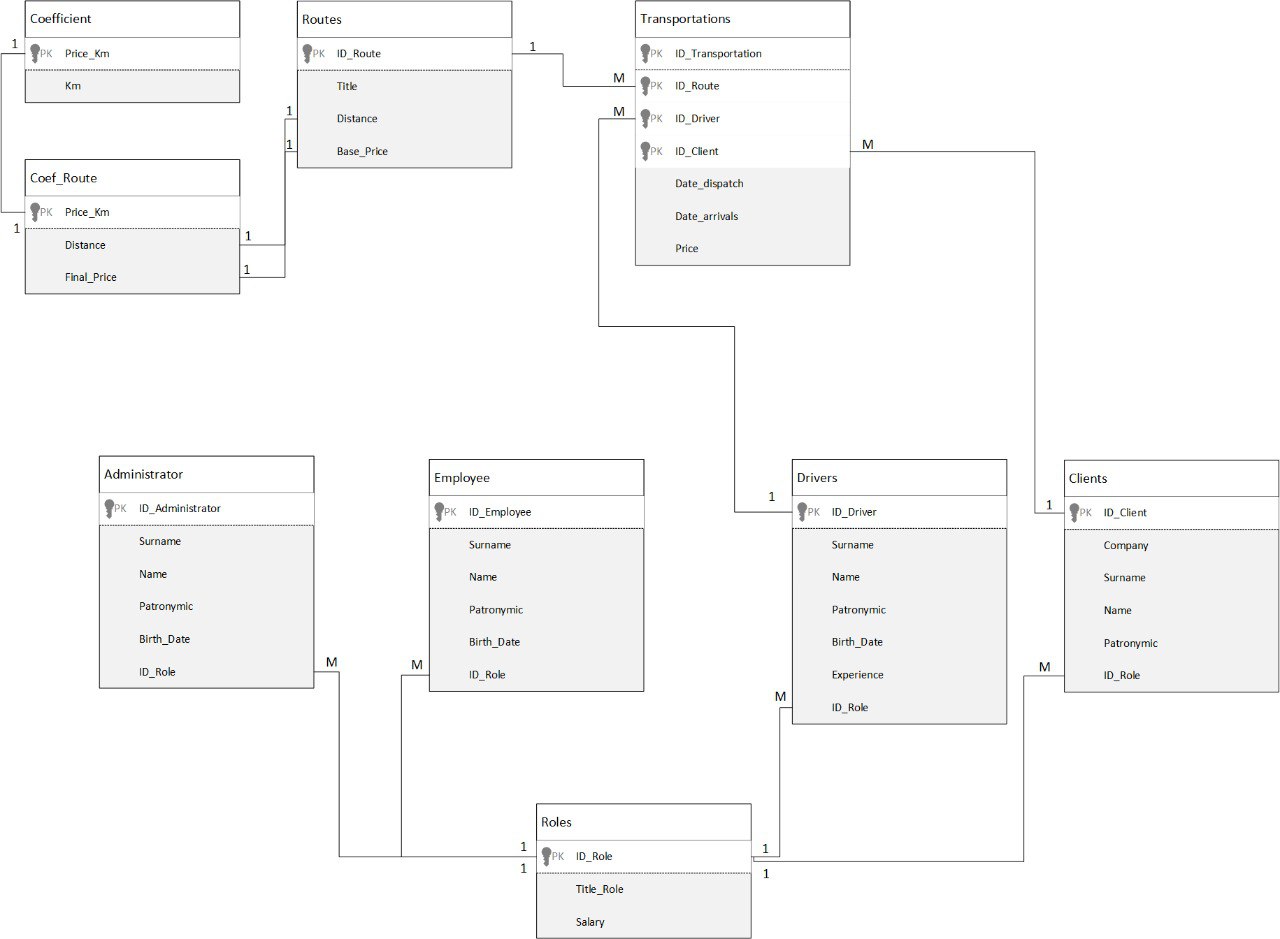 Coefficient
1
PK Price_Km
Km
Coef_Route
PK Price_Km
1
Distance
1
Final_Price
1
Routes
PK ID_Route
1
Title
1
Distance
1
Base_Price
Transportations
PK ID_Transportation
M
PK ID_Route
M
PK ID_Driver
PK ID_Client
M
Date_dispatch
Date_arrivals
Price
Administrator
PK ID_Administrator
Surname
Name
Patronymic
Birth_Date
ID_Role
M
Employee
PK ID_Employee
Surname
Name
Patronymic
Birth_Date
M
ID_Role
Drivers
1
PK ID_Driver
Surname
Name
Patronymic
Birth_Date
Experience
M
ID_Role
Clients
1
PK ID_Client
Company
Surname
Name
Patronymic
M
ID_Role
Roles
1
PK ID_Role
1
1
1
Title_Role
Salary